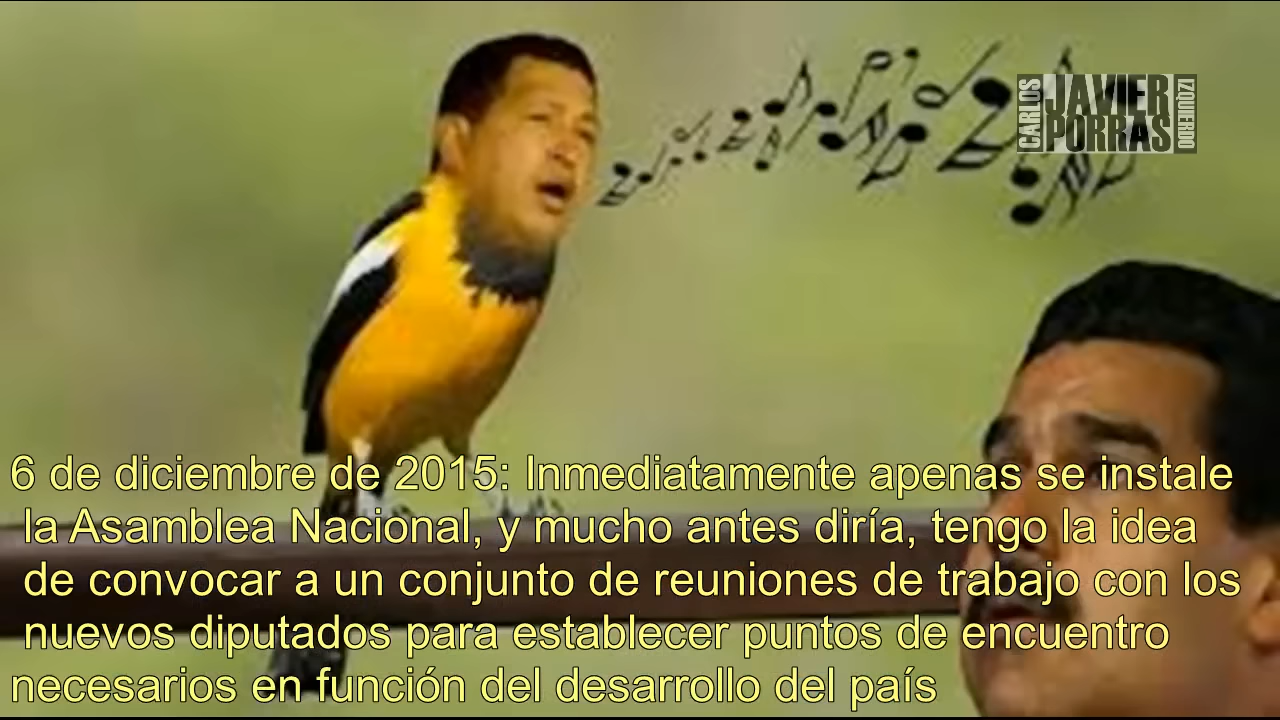 CARLOS
JAVIER
PORRAS
IZQUIERDO
6 de diciembre de 2015: Inmediatamente apenas se instale
la Asamblea Nacional, y mucho antes diría, tengo la idea
de convocar a un conjunto de reuniones de trabajo con los
nuevos diputados para establecer puntos de encuentro
necesarios en función del desarrollo del país